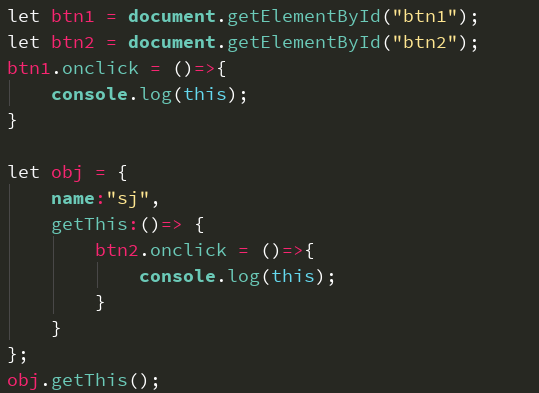 let btn1 = document.getElementById("btn1");
let btn2 = document.getElementById("btn2");
btn1.onclick = ()=>{
    console.log(this);
}

let obj = {
    name:"sj",
    getThis:()=> {
        btn2.onclick = ()=>{
            console.log(this);
        }
    }
};
obj.getThis();